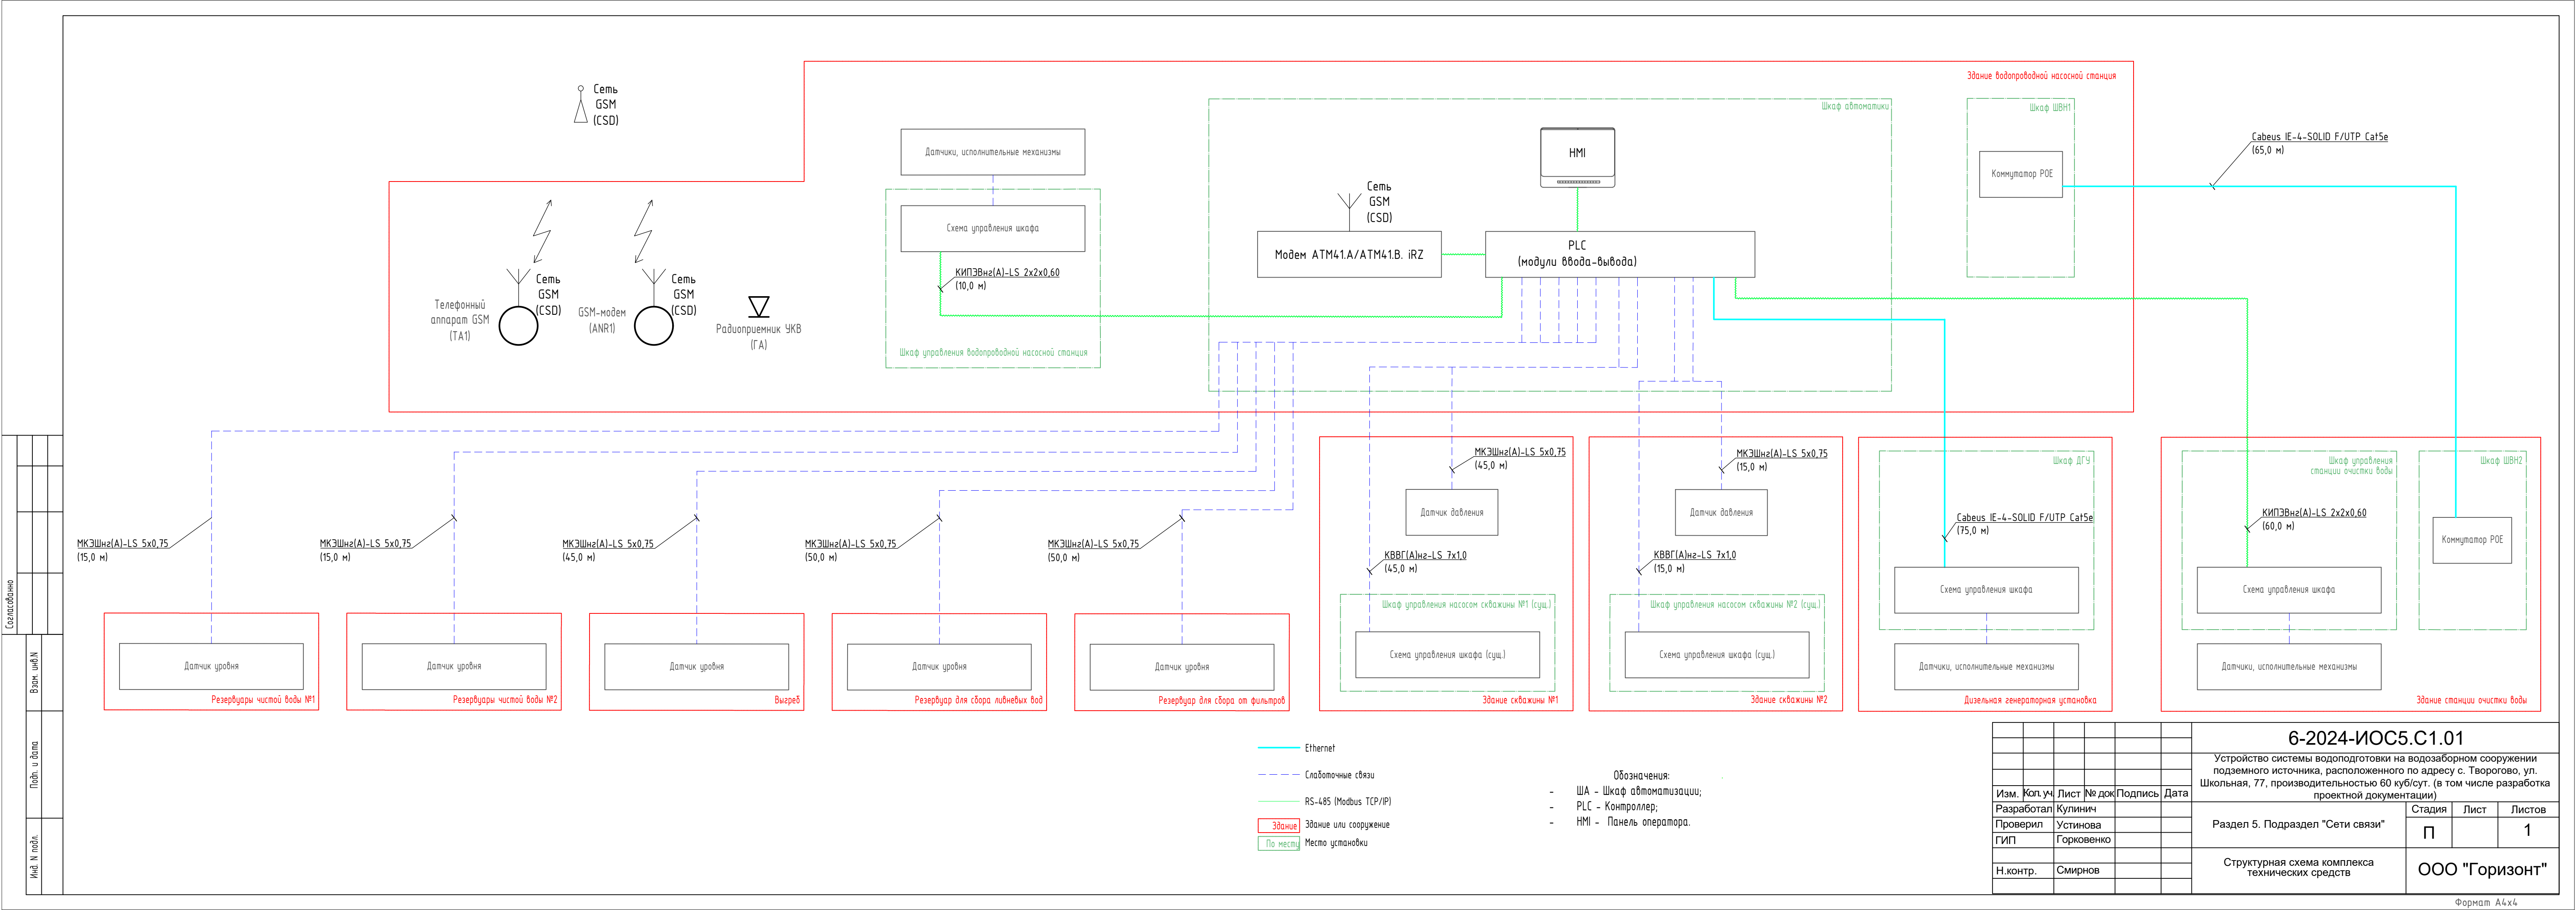 Здание водопроводной насосной станция
Сеть
GSM
(CSD)
Шкаф автоматики
Шкаф ШВН1
Датчики, исполнительные механизмы
HMI
Cabeus IE-4-SOLID F/UTP Cat5e
(65,0 м)
Коммутатор POE
Сеть
GSM
(CSD)
Схема управления шкафа
Модем ATM41.A/ATM41.B. iRZ
PLC
(модули ввода-вывода)
КИПЭВнг(А)-LS 2х2х0,60
(10,0 м)
Сеть
GSM
(CSD)
Телефонный
аппарат GSM
(ТА1)
Сеть
GSM
(CSD)
GSM-модем
(ANR1)
Радиоприемник УКВ
(ГА)
Шкаф управления водопроводной насосной станция
МКЭШнг(А)-LS 5х0,75
(15,0 м)
МКЭШнг(А)-LS 5х0,75
(15,0 м)
МКЭШнг(А)-LS 5х0,75
(45,0 м)
МКЭШнг(А)-LS 5х0,75
(50,0 м)
МКЭШнг(А)-LS 5х0,75
(50,0 м)
МКЭШнг(А)-LS 5х0,75
(45,0 м)
Датчик давления
КВВГ(А)нг-LS 7х1,0
(45,0 м)
МКЭШнг(А)-LS 5х0,75
(15,0 м)
Датчик давления
КВВГ(А)нг-LS 7х1,0
(15,0 м)
Шкаф ДГУ
Cabeus IE-4-SOLID F/UTP Cat5e
(75,0 м)
Шкаф управления
станции очистки воды
КИПЭВнг(А)-LS 2х2х0,60
(60,0 м)
Шкаф ШВН2
Коммутатор POE
Датчик уровня
Резервуары чистой воды №1
Датчик уровня
Резервуары чистой воды №2
Датчик уровня
Выгреб
Датчик уровня
Резервуар для сбора ливневых вод
Датчик уровня
Резервуар для сбора от фильтров
Шкаф управления насосом скважины №1 (сущ.)
Схема управления шкафа (сущ.)
Здание скважины №1
Шкаф управления насосом скважины №2 (сущ.)
Схема управления шкафа (сущ.)
Здание скважины №2
Схема управления шкафа
Датчики, исполнительные механизмы
Дизельная генераторная установка
Схема управления шкафа
Датчики, исполнительные механизмы
Здание станции очистки воды
Ethernet
Слаботочные связи
RS-485 (Modbus TCP/IP)
Здание
Здание или сооружение
По месту
Место установки
Обозначения:
- ША - Шкаф автоматизации;
- PLC - Контроллер;
- HMI - Панель оператора.
Согласовано
Взам. инв.N
Подп. и дата
Инд. N подл.
6-2024-ИОС5.С1.01
Устройство системы водоподготовки на водозаборном сооружении
подземного источника, расположенного по адресу с. Творогово, ул.
Школьная, 77, производительностью 60 куб/сут. (в том числе разработка
проектной документации)
Изм. Кол. уч. Лист № док Подпись Дата
Разработал Кулинич
Проверил Устинова
ГИП Горковенко
Н.контр. Смирнов
Раздел 5. Подраздел "Сети связи"
Стадия Лист Листов
П 1
Структурная схема комплекса
технических средств
ООО "Горизонт"
Формат А4х4